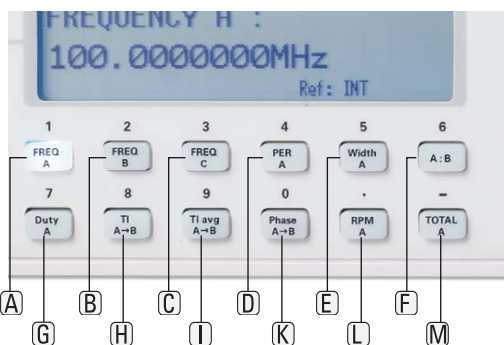 FREQUENCY A :
100.0000000MHz
Ref: INT
1 2 3 4 5 6
FREQ A FREQ B FREQ C PER A Width A A:B
7 8 9 0 . –
Duty A TI A→B TI avg A→B Phase A→B RPM A TOTAL A
A B C D E F
G H I K L M